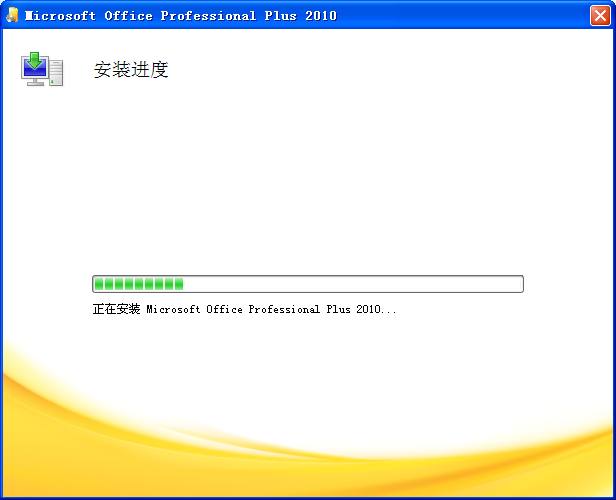 Microsoft Office Professional Plus 2010
安装进度
正在安装 Microsoft Office Professional Plus 2010...